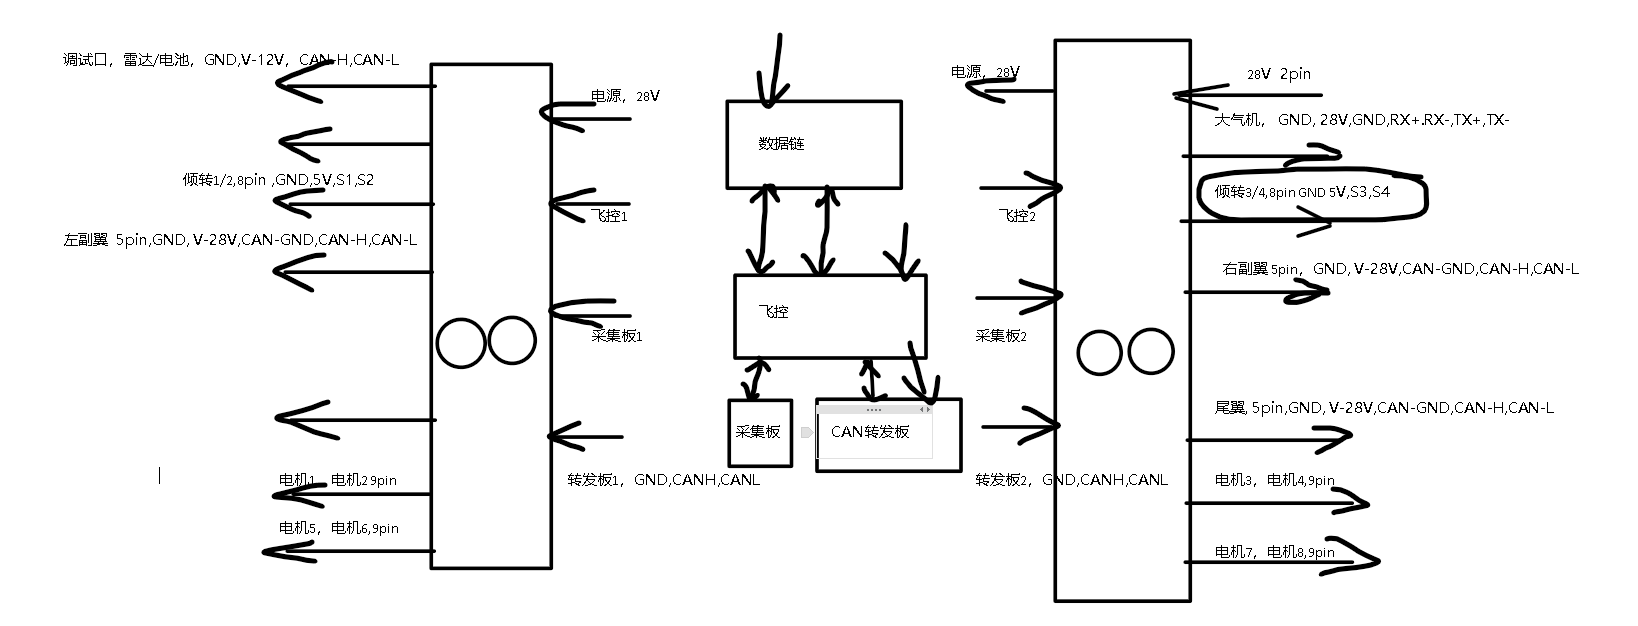 调试口，雷达/电池，GND,V-12V，CAN-H,CAN-L
电源，28V
倾转1/2,8pin ,GND,5V,S1,S2
飞控1
左副翼 5pin,GND, V-28V,CAN-GND,CAN-H,CAN-L
采集板1
电机1，电机2 9pin
转发板1，GND,CANH,CANL
电机5，电机6,9pin
数据链
飞控
采集板
CAN转发板
电源，28V
28V 2pin
大气机， GND, 28V,GND,RX+.RX-,TX+,TX-
飞控2
倾转3/4,8pin GND 5V,S3,S4
右副翼 5pin，GND, V-28V,CAN-GND,CAN-H,CAN-L
采集板2
尾翼, 5pin,GND, V-28V,CAN-GND,CAN-H,CAN-L
转发板2，GND,CANH,CANL
电机3，电机4,9pin
电机7，电机8,9pin